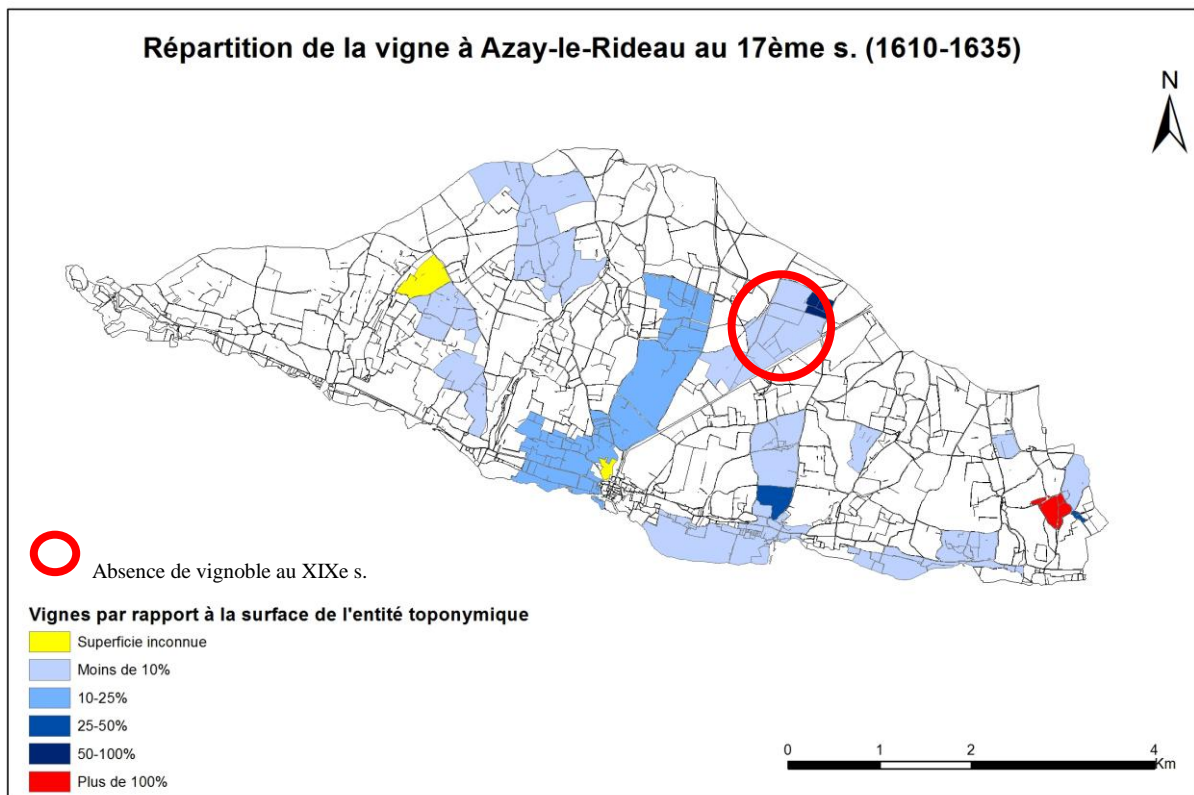 Répartition de la vigne à Azay-le-Rideau au 17ème s. (1610-1635)
N
Absence de vignoble au XIXe s.
Vignes par rapport à la surface de l'entité toponymique
Superficie inconnue
Moins de 10%
10-25%
25-50%
50-100%
Plus de 100%
0 1 2 4
Km